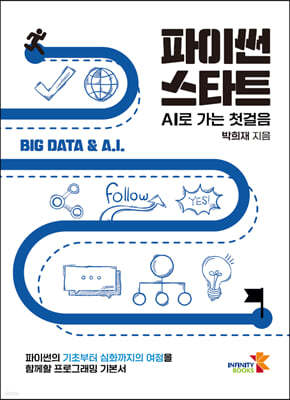 파이썬
스타트
AI로 가는 첫걸음
박희재 지음
BIG DATA & A.I.
Follow
YES!
파이썬의 기초부터 심화까지의 여정을
함께할 프로그래밍 기본서
INFINITY
BOOKS